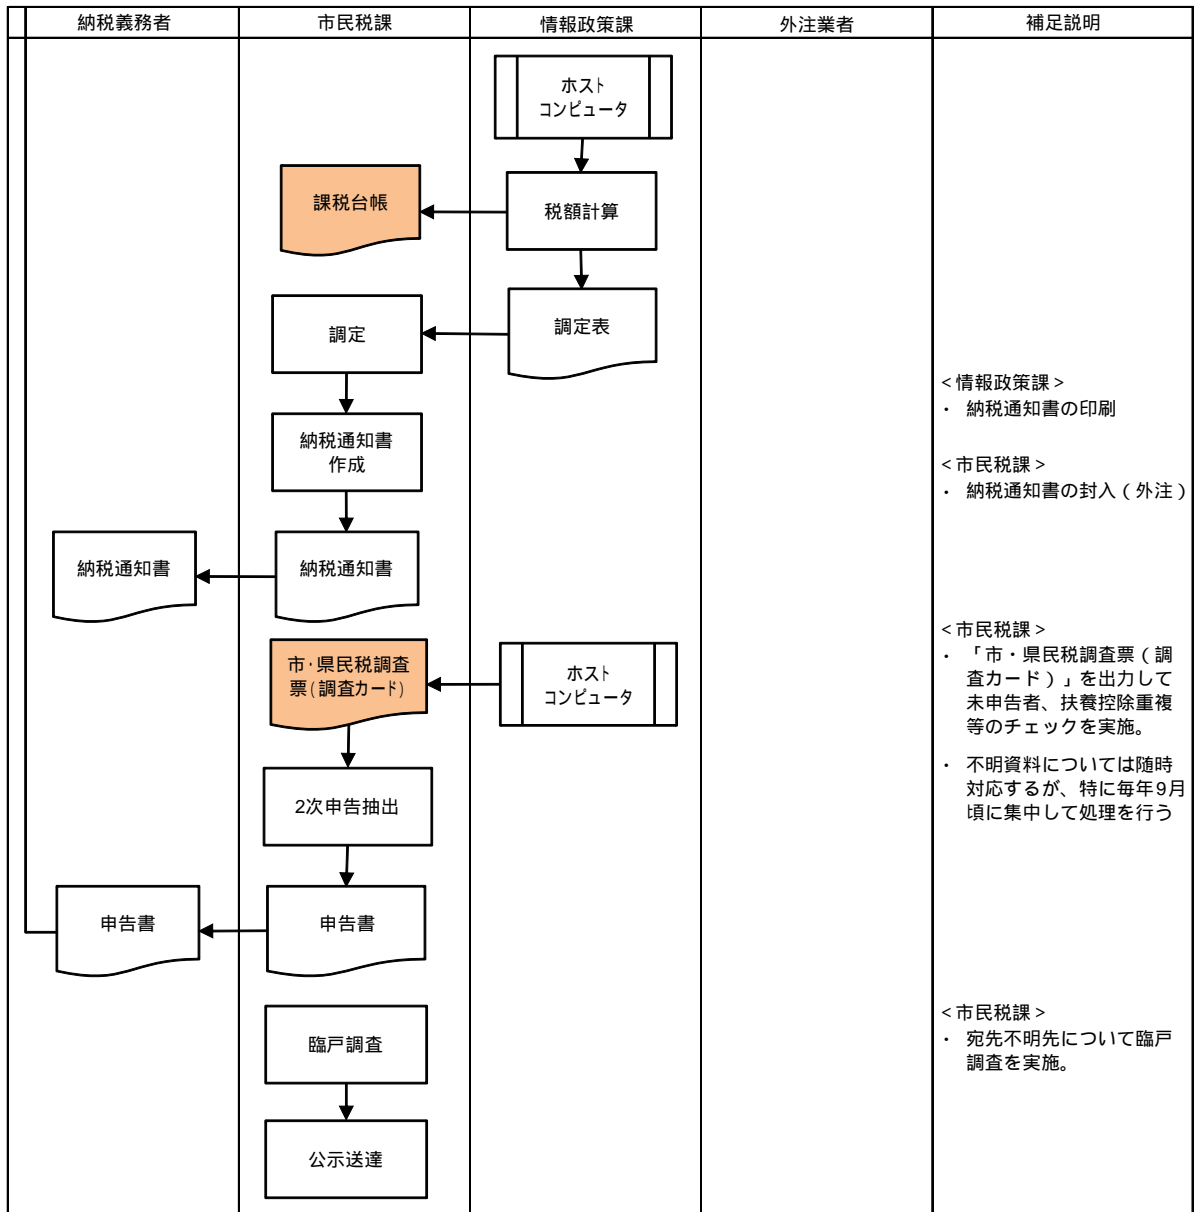 納税義務者
市民税課
情報政策課
外注業者
補足説明
ホスト
コンピュータ
課税台帳
税額計算
調定
調定表
<情報政策課>
・ 納税通知書の印刷
納税通知書
作成
<市民税課>
・ 納税通知書の封入(外注)
納税通知書
納税通知書
<市民税課>
・ 「市・県民税調査票(調
査カード)」を出力して
未申告者、扶養控除重複
等のチェックを実施。
市・県民税調査
票(調査カード)
ホスト
コンピュータ
・ 不明資料については随時
対応するが、特に毎年9月
頃に集中して処理を行う
2次申告抽出
申告書
申告書
<市民税課>
・ 宛先不明先について臨戸
調査を実施。
臨戸調査
公示送達